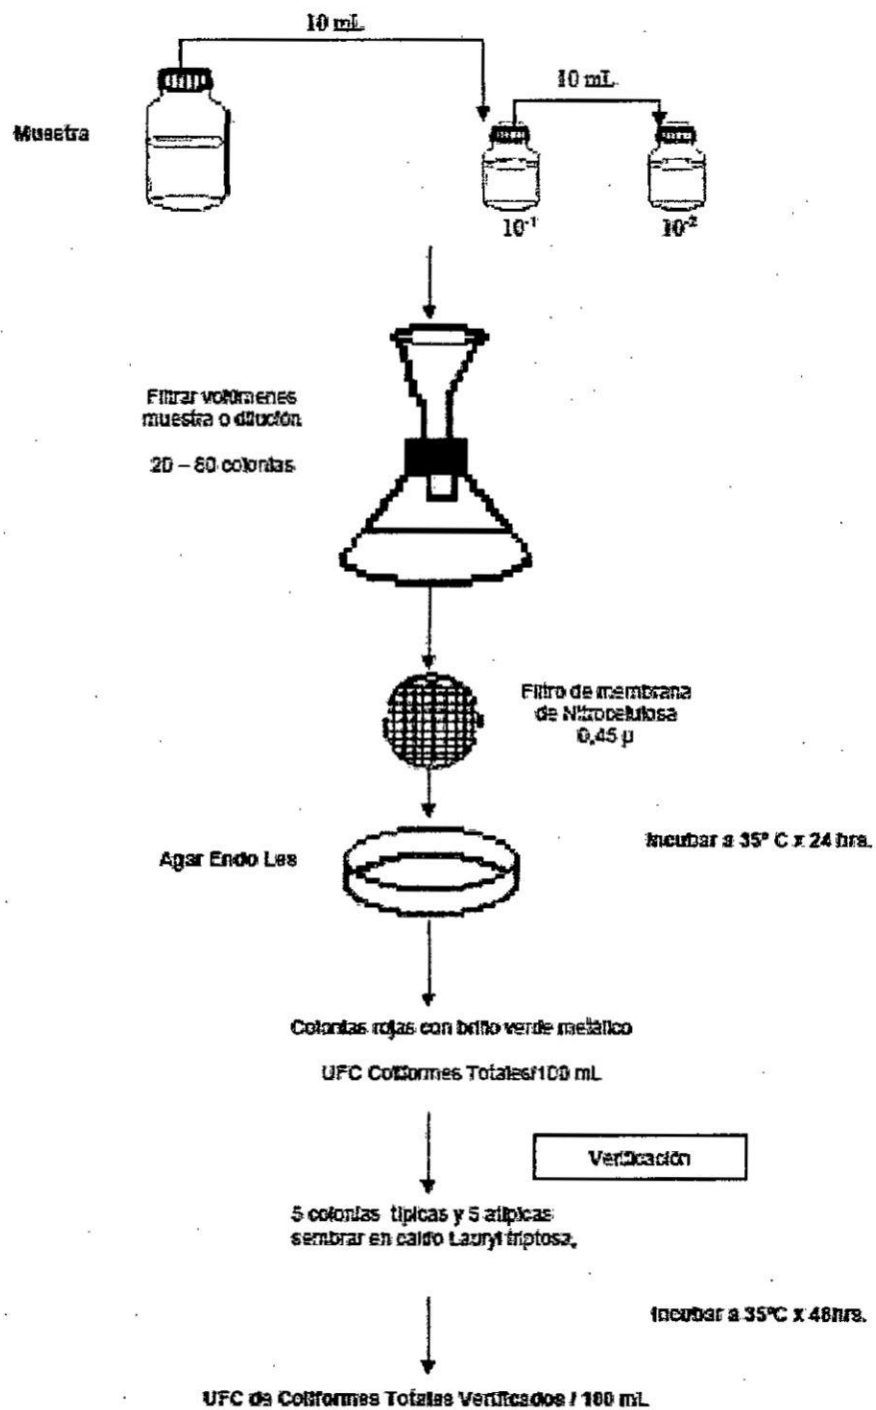 10 mL
10 mL
Muestra
10⁻¹
10⁻²
Filtrar volúmenes
muestra o dilución
20 – 80 colonias
Filtro de membrana
de Nitrocelulosa
0,45 µ
Incubar a 35º C x 24 hrs.
Agar Endo Les
Colonias rojas con brillo verde metálico
UFC Coliformes Totales/100 mL
Verificación
5 colonias típicas y 5 atípicas
sembrar en caldo Lauryl triptosa.
Incubar a 35ºC x 48hrs.
UFC de Coliformes Totales Verificados / 100 mL